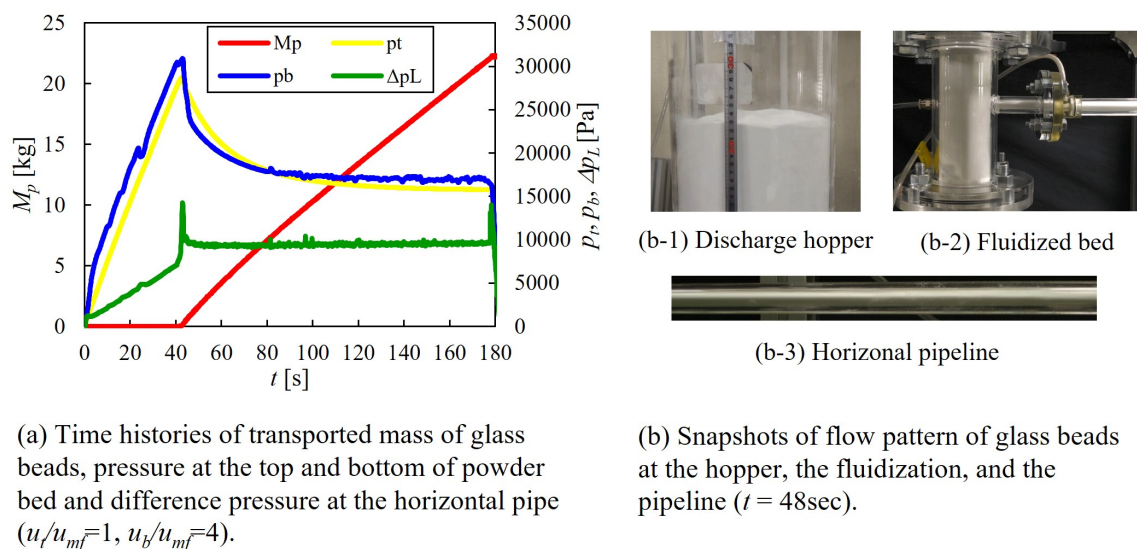 25
20
15
10
5
0
M_p [kg]
Mp
pt
pb
ΔpL
35000
30000
25000
20000
15000
10000
5000
0
p_t, p_b, Δp_L [Pa]
0 20 40 60 80 100 120 140 160 180
t [s]
(b-1) Discharge hopper
(b-2) Fluidized bed
(b-3) Horizonal pipeline
(a) Time histories of transported mass of glass
beads, pressure at the top and bottom of powder
bed and difference pressure at the horizontal pipe
(u_t/u_mf=1, u_b/u_mf=4).
(b) Snapshots of flow pattern of glass beads
at the hopper, the fluidization, and the
pipeline (t = 48sec).